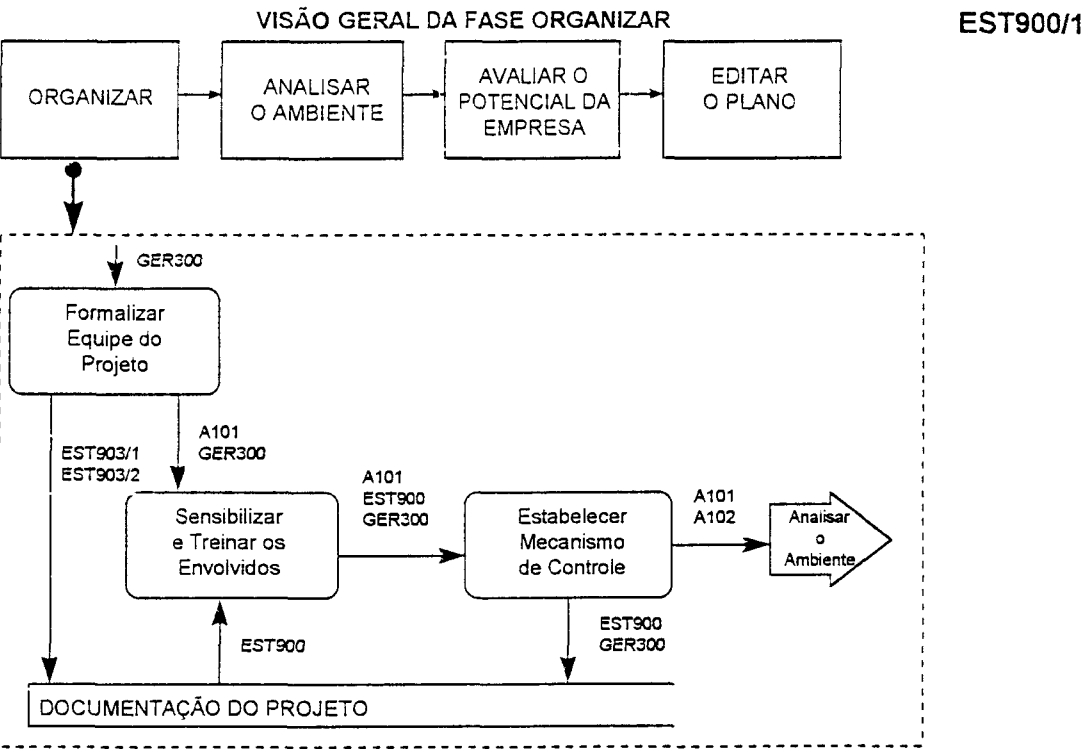 VISÃO GERAL DA FASE ORGANIZAR
EST900/1
ORGANIZAR
ANALISAR
O AMBIENTE
AVALIAR O
POTENCIAL DA
EMPRESA
EDITAR
O PLANO
GER300
Formalizar
Equipe do
Projeto
EST903/1
EST903/2
A101
GER300
Sensibilizar
e Treinar os
Envolvidos
A101
EST900
GER300
Estabelecer
Mecanismo
de Controle
A101
A102
Analisar
o
Ambiente
EST900
EST900
GER300
DOCUMENTAÇÃO DO PROJETO